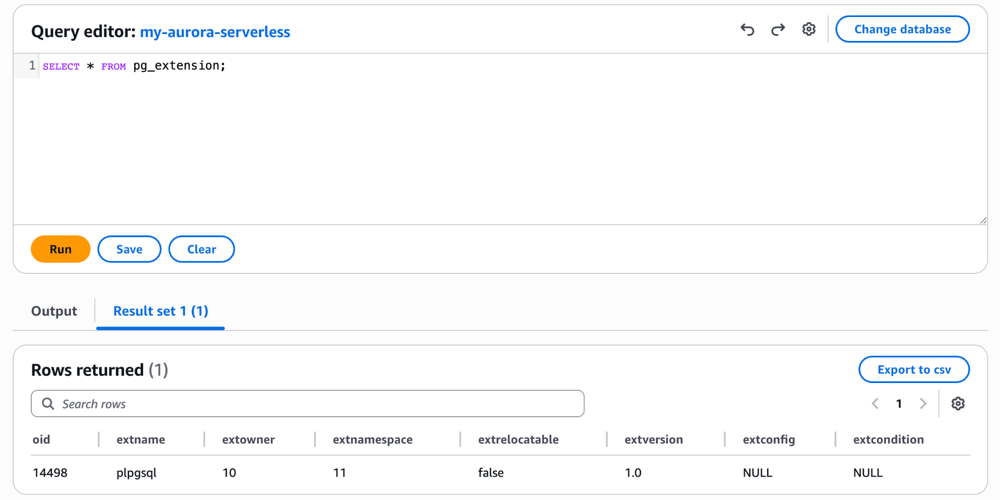 Query editor: my-aurora-serverless
Change database
1 SELECT * FROM pg_extension;
Run Save Clear
Output Result set 1 (1)
Rows returned (1)
Export to csv
Search rows
1
oid extname extowner extnamespace extrelocatable extversion extconfig extcondition
14498 plpgsql 10 11 false 1.0 NULL NULL